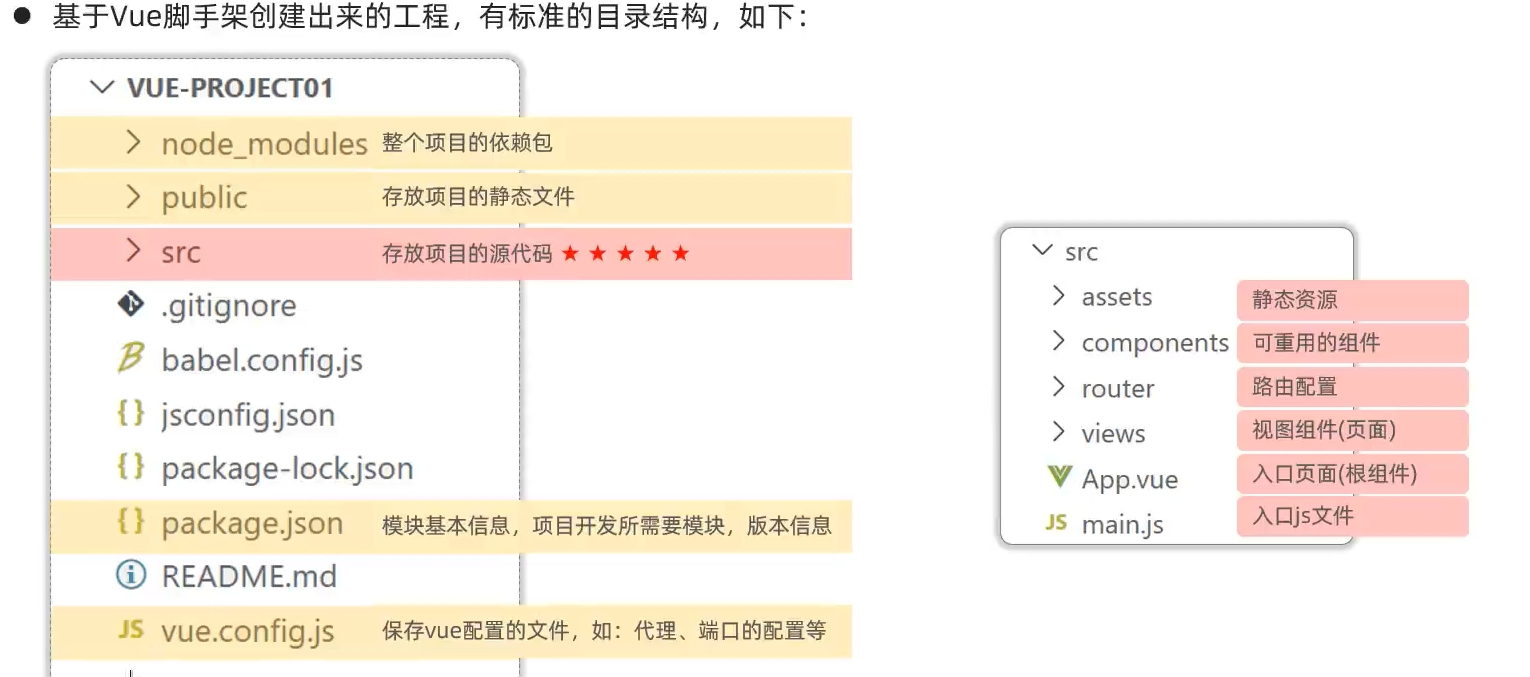 ● 基于Vue脚手架创建出来的工程，有标准的目录结构，如下：
VUE-PROJECT01
node_modules 整个项目的依赖包
public 存放项目的静态文件
src 存放项目的源代码 ★ ★ ★ ★ ★
.gitignore
babel.config.js
{} jsconfig.json
{} package-lock.json
{} package.json 模块基本信息，项目开发所需要模块，版本信息
README.md
JS vue.config.js 保存vue配置的文件，如：代理、端口的配置等
src
assets 静态资源
components 可重用的组件
router 路由配置
views 视图组件(页面)
App.vue 入口页面(根组件)
JS main.js 入口js文件